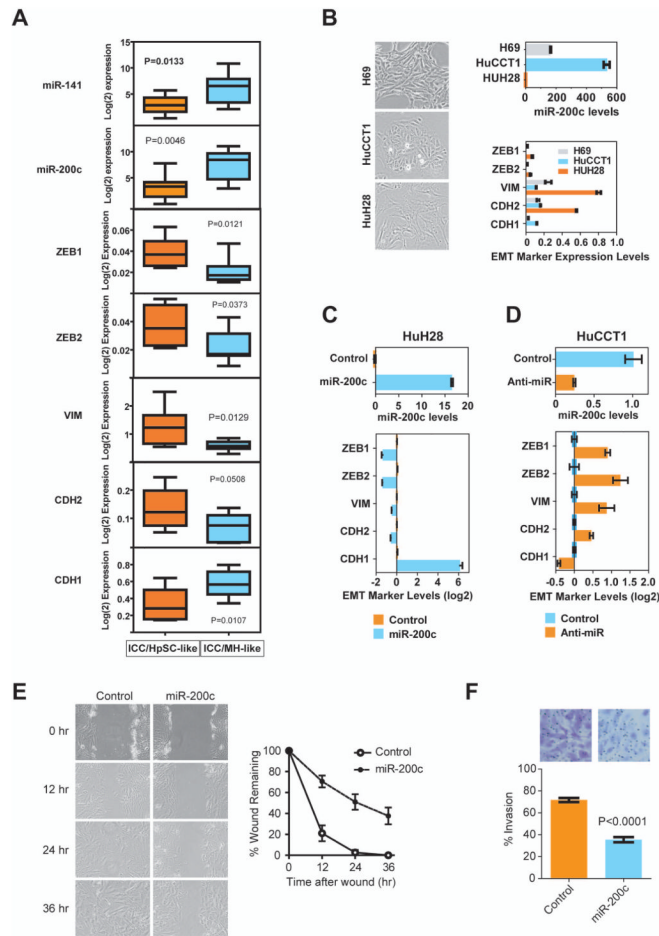 A
miR-141
Log(2) expression
15
10
5
P=0.0133
miR-200c
Log(2) Expression
10
5
P=0.0046
ZEB1
Log(2) Expression
0.06
0.04
0.02
P=0.0121
ZEB2
Log(2) Expression
0.04
0.02
P=0.0373
VIM
Log(2) Expression
2
1
P=0.0129
CDH2
Log(2) Expression
0.2
0.1
P=0.0508
CDH1
Log(2) Expression
0.8
0.6
0.4
0.2
P=0.0107
ICC/HpSC-like
ICC/MH-like
B
H69
HuCCT1
HuH28
H69
HuCCT1
HUH28
0 200 400 600
miR-200c levels
ZEB1
ZEB2
VIM
CDH2
CDH1
H69
HuCCT1
HUH28
0 0.2 0.4 0.6 0.8 1.0
EMT Marker Expression Levels
C
HuH28
Control
miR-200c
0 5 10 15 20
miR-200c levels
ZEB1
ZEB2
VIM
CDH2
CDH1
-2 0 2 4 6
EMT Marker Levels (log2)
Control
miR-200c
D
HuCCT1
Control
Anti-miR
0 0.5 1.0
miR-200c levels
ZEB1
ZEB2
VIM
CDH2
CDH1
-0.5 0 0.5 1.0 1.5 2.0
EMT Marker Levels (log2)
Control
Anti-miR
E
Control miR-200c
0 hr
12 hr
24 hr
36 hr
% Wound Remaining
100
80
60
40
20
0
0 12 24 36
Time after wound (hr)
Control
miR-200c
F
% Invasion
100
80
60
40
20
0
P<0.0001
Control
miR-200c